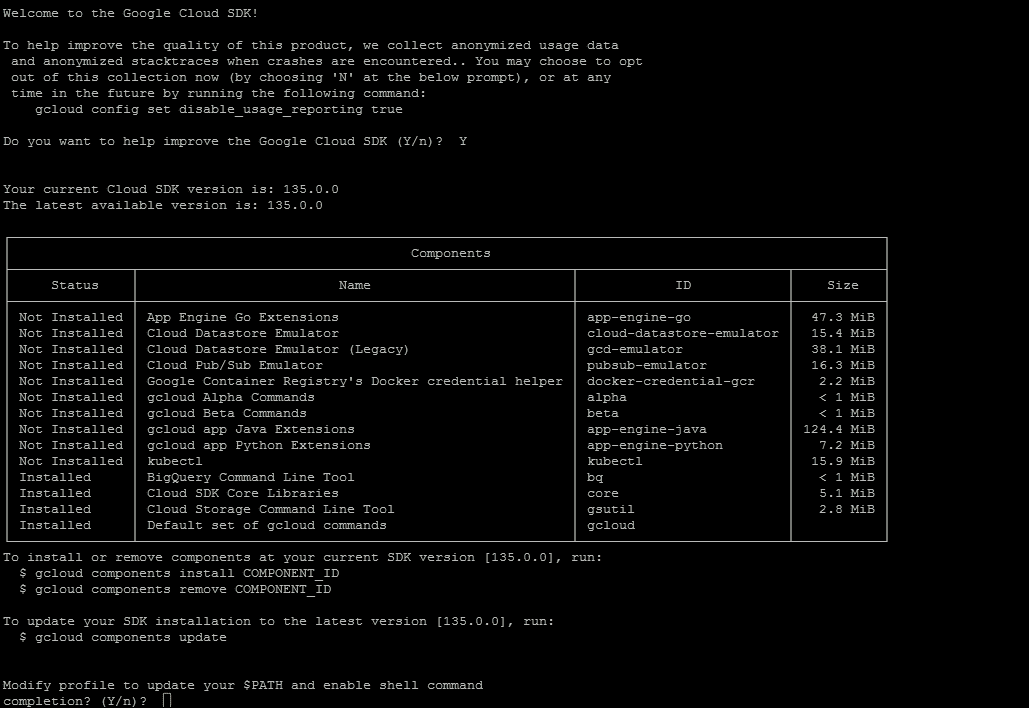 Welcome to the Google Cloud SDK!
To help improve the quality of this product, we collect anonymized usage data
and anonymized stacktraces when crashes are encountered.. You may choose to opt
out of this collection now (by choosing 'N' at the below prompt), or at any
time in the future by running the following command:
gcloud config set disable_usage_reporting true
Do you want to help improve the Google Cloud SDK (Y/n)?  Y
Your current Cloud SDK version is: 135.0.0
The latest available version is: 135.0.0
Components
Status Name ID Size
Not Installed App Engine Go Extensions app-engine-go 47.3 MiB
Not Installed Cloud Datastore Emulator cloud-datastore-emulator 15.4 MiB
Not Installed Cloud Datastore Emulator (Legacy) gcd-emulator 38.1 MiB
Not Installed Cloud Pub/Sub Emulator pubsub-emulator 16.3 MiB
Not Installed Google Container Registry's Docker credential helper docker-credential-gcr 2.2 MiB
Not Installed gcloud Alpha Commands alpha < 1 MiB
Not Installed gcloud Beta Commands beta < 1 MiB
Not Installed gcloud app Java Extensions app-engine-java 124.4 MiB
Not Installed gcloud app Python Extensions app-engine-python 7.2 MiB
Not Installed kubectl kubectl 15.9 MiB
Installed BigQuery Command Line Tool bq < 1 MiB
Installed Cloud SDK Core Libraries core 5.1 MiB
Installed Cloud Storage Command Line Tool gsutil 2.8 MiB
Installed Default set of gcloud commands gcloud
To install or remove components at your current SDK version [135.0.0], run:
$ gcloud components install COMPONENT_ID
$ gcloud components remove COMPONENT_ID
To update your SDK installation to the latest version [135.0.0], run:
$ gcloud components update
Modify profile to update your $PATH and enable shell command
completion? (Y/n)?